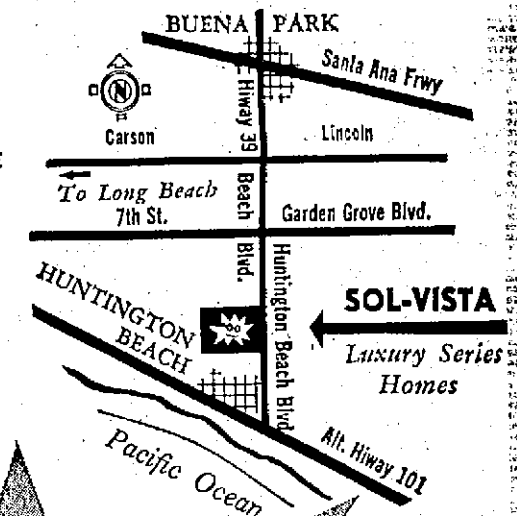 BUENA PARK
Santa Ana Frwy
N
Hiway 39
Carson
Lincoln
To Long Beach
7th St.
Beach Blvd.
Garden Grove Blvd.
HUNTINGTON
BEACH
Huntington Beach Blvd.
SOL-VISTA
Luxury Series
Homes
Alt. Hiway 101
Pacific Ocean